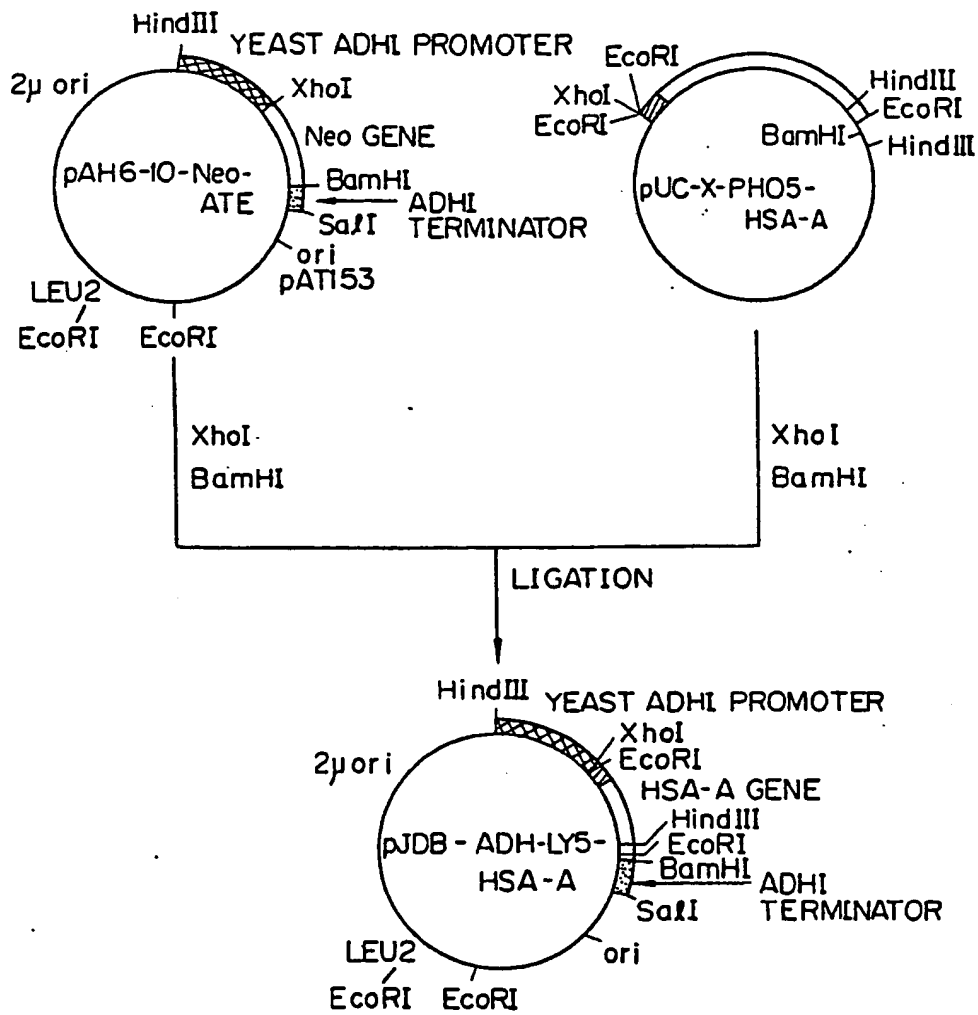 HindIII
YEAST ADHI PROMOTER
2μ ori
XhoI
Neo GENE
pAH6-10-Neo-
ATE
BamHI
ADHI
TERMINATOR
SalI
ori
pAT153
LEU2
EcoRI
EcoRI
EcoRI
XhoI
EcoRI
HindIII
EcoRI
BamHI
HindIII
pUC-X-PHO5-
HSA-A
XhoI
BamHI
XhoI
BamHI
LIGATION
HindIII
YEAST ADHI PROMOTER
XhoI
EcoRI
2μ ori
HSA-A GENE
HindIII
EcoRI
BamHI
pJDB-ADH-LY5-
HSA-A
ADHI
TERMINATOR
SalI
ori
LEU2
EcoRI
EcoRI